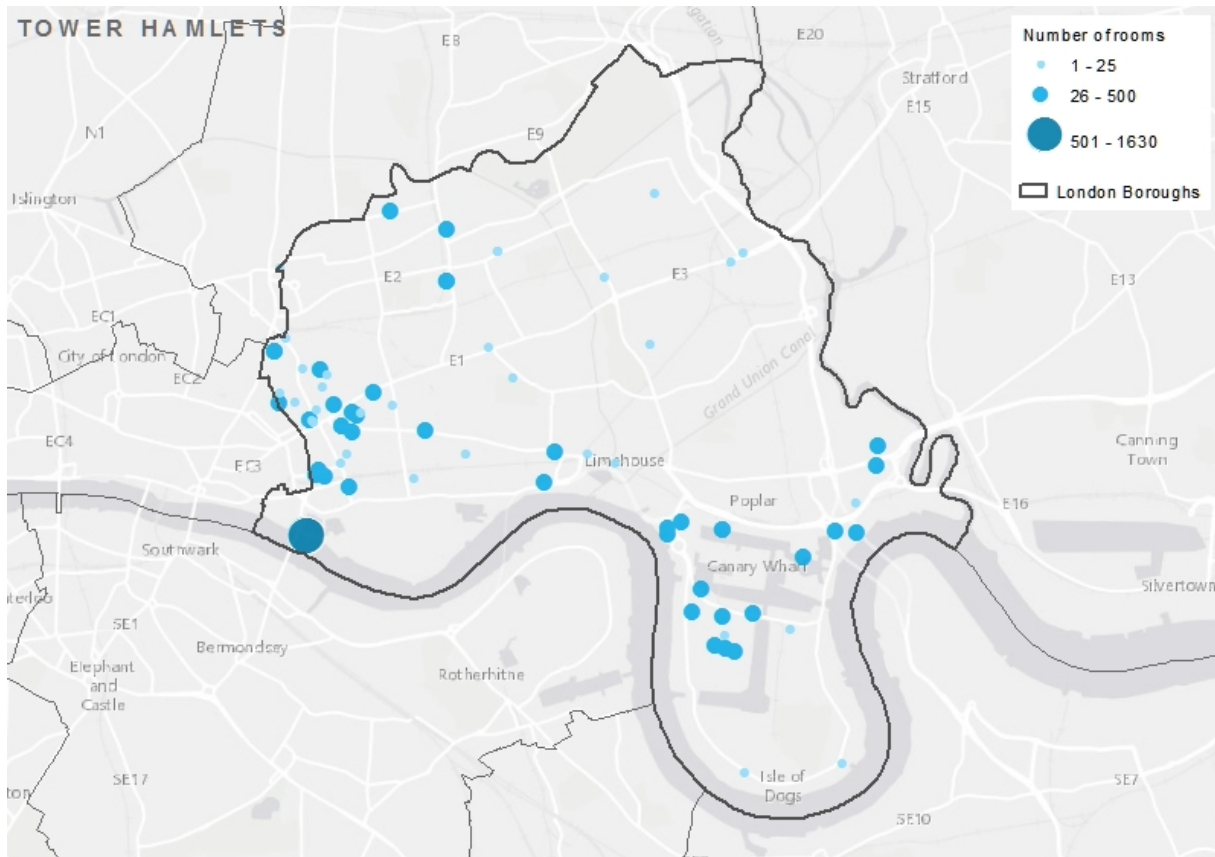 TOWER HAMLETS
Number of rooms
1 - 25
26 - 500
501 - 1630
London Boroughs
E8
E20
Stratford
E15
N1
E9
Islington
E2
E3
E13
EC1
City of London
EC2
E1
Grand Union Canal
EC4
EC3
Limehouse
Canning
Town
Poplar
E16
Southwark
Canary Wharf
Silvertown
SE1
Bermondsey
Elephant
and
Castle
Rotherhithe
SE17
Isle of
Dogs
SE7
SE10